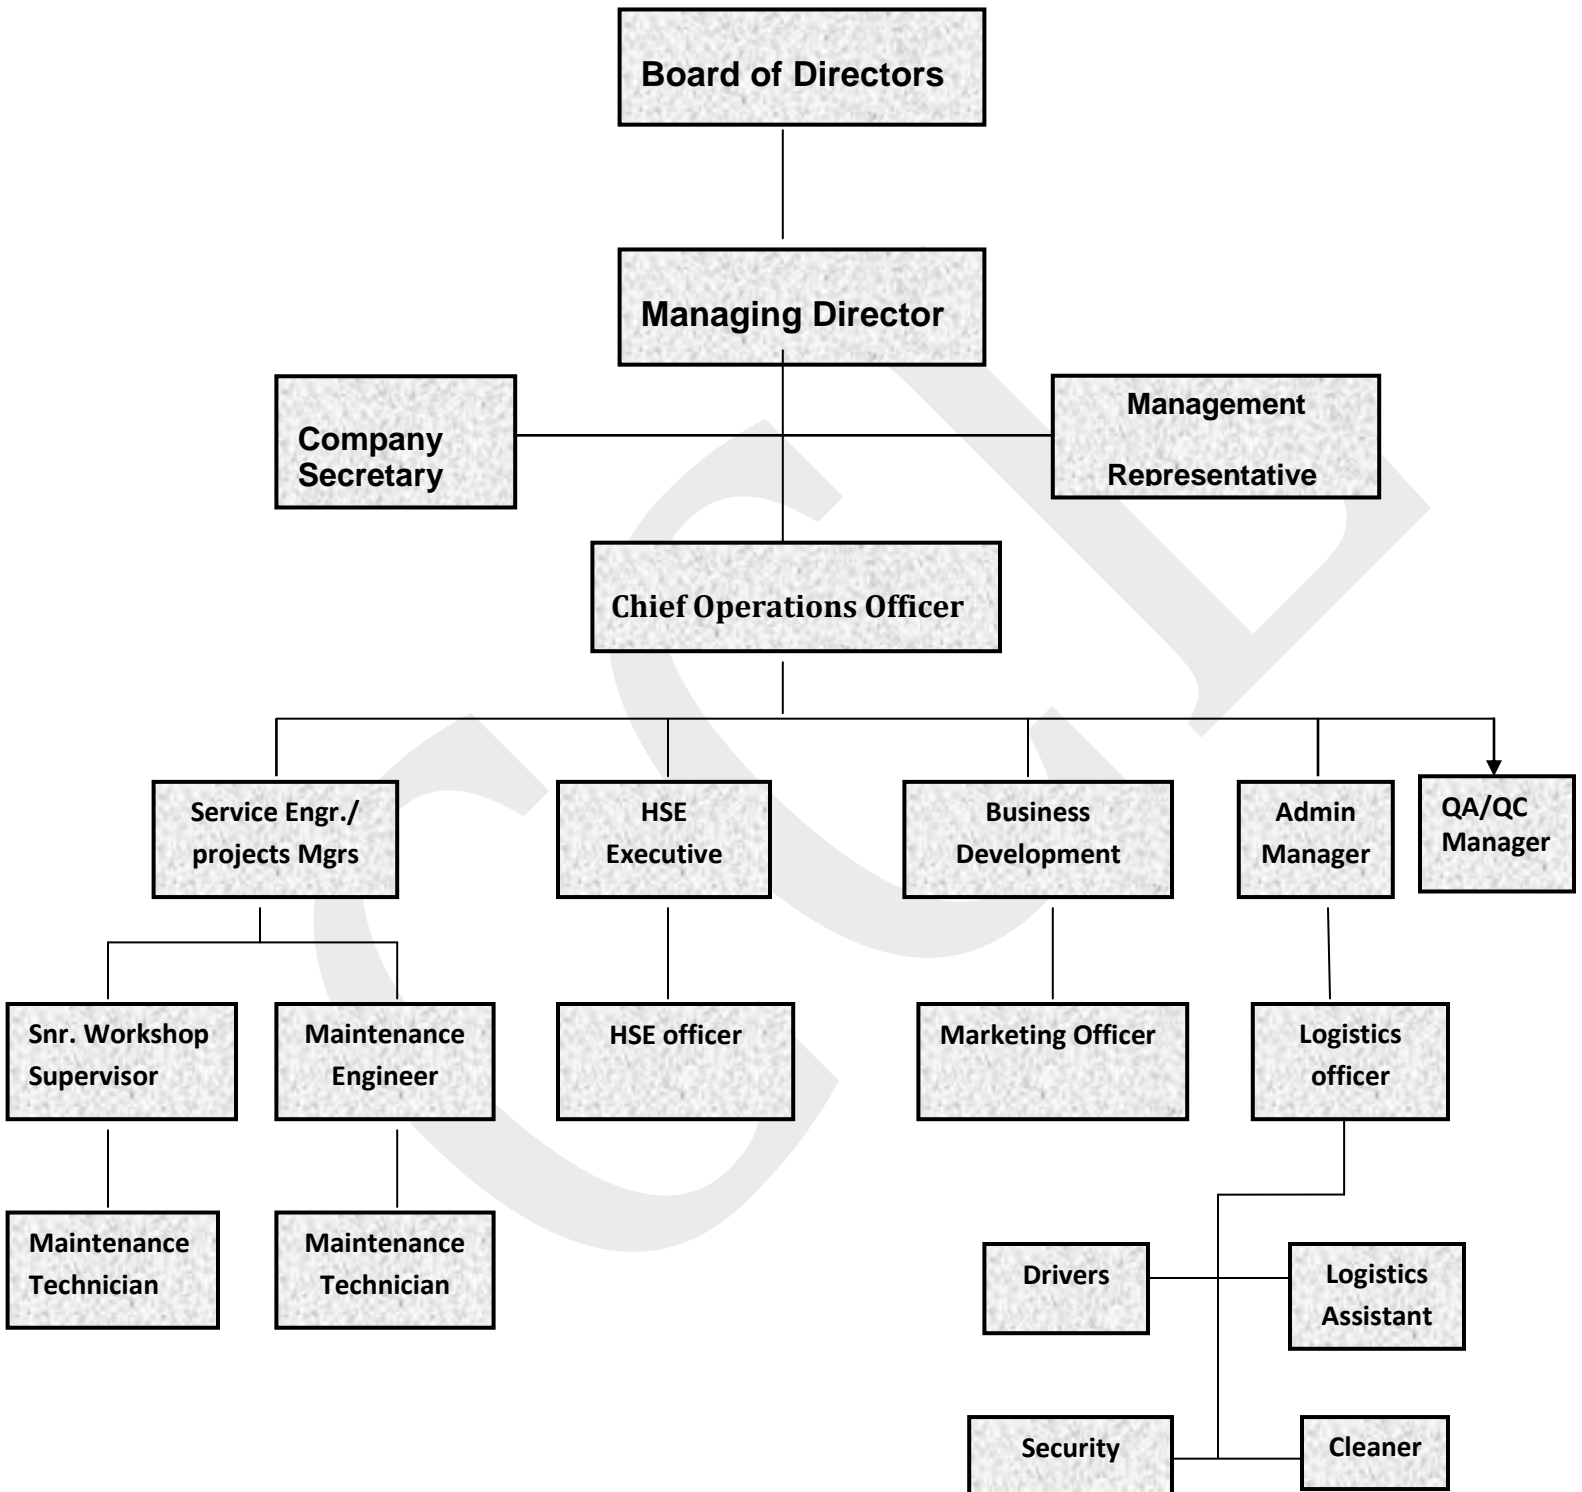 Board of Directors
Managing Director
Company
Secretary
Management
Representative
Chief Operations Officer
Service Engr./
projects Mgrs
HSE
Executive
Business
Development
Admin
Manager
QA/QC
Manager
Snr. Workshop
Supervisor
Maintenance
Engineer
HSE officer
Marketing Officer
Logistics
officer
Maintenance
Technician
Maintenance
Technician
Drivers
Logistics
Assistant
Security
Cleaner
CCL